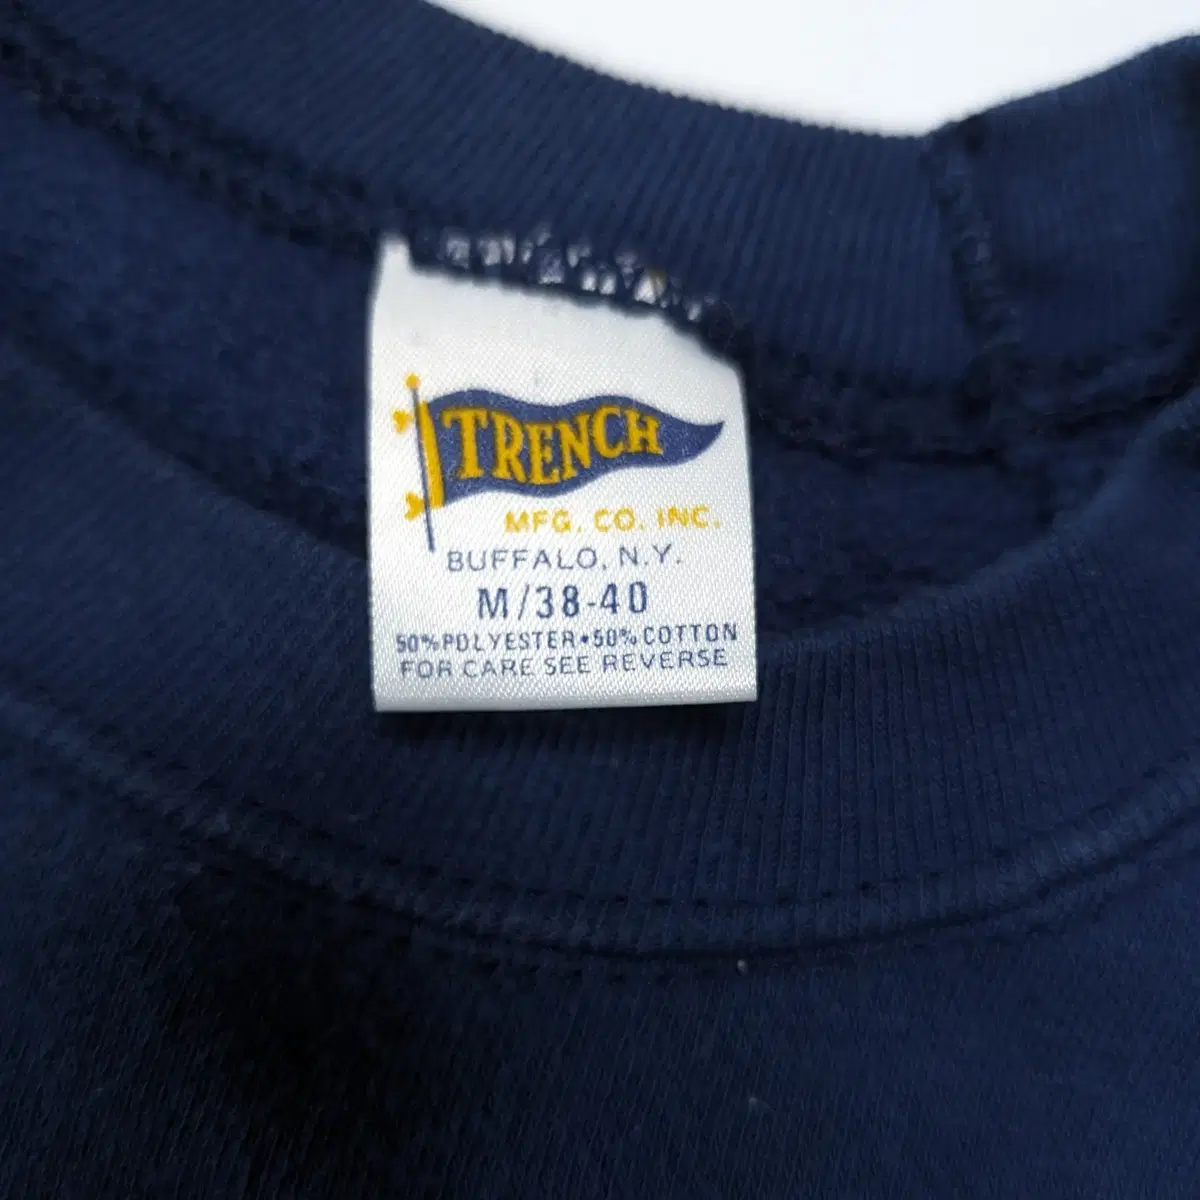 TRENCH
MFG. CO. INC.
BUFFALO, N.Y.
M/38-40
50% POLYESTER•50% COTTON
FOR CARE SEE REVERSE